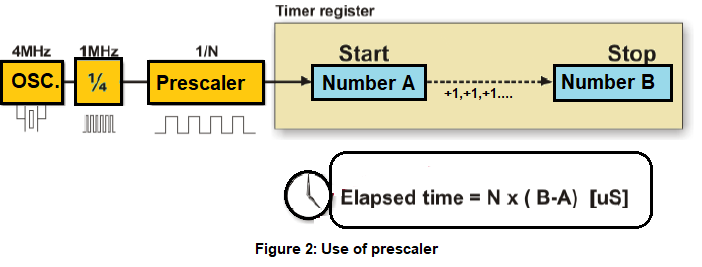 Timer register
4MHz 1MHz 1/N Start Stop
OSC. ¼ Prescaler Number A Number B
+1,+1,+1....
Elapsed time = N x ( B-A) [uS]
Figure 2: Use of prescaler